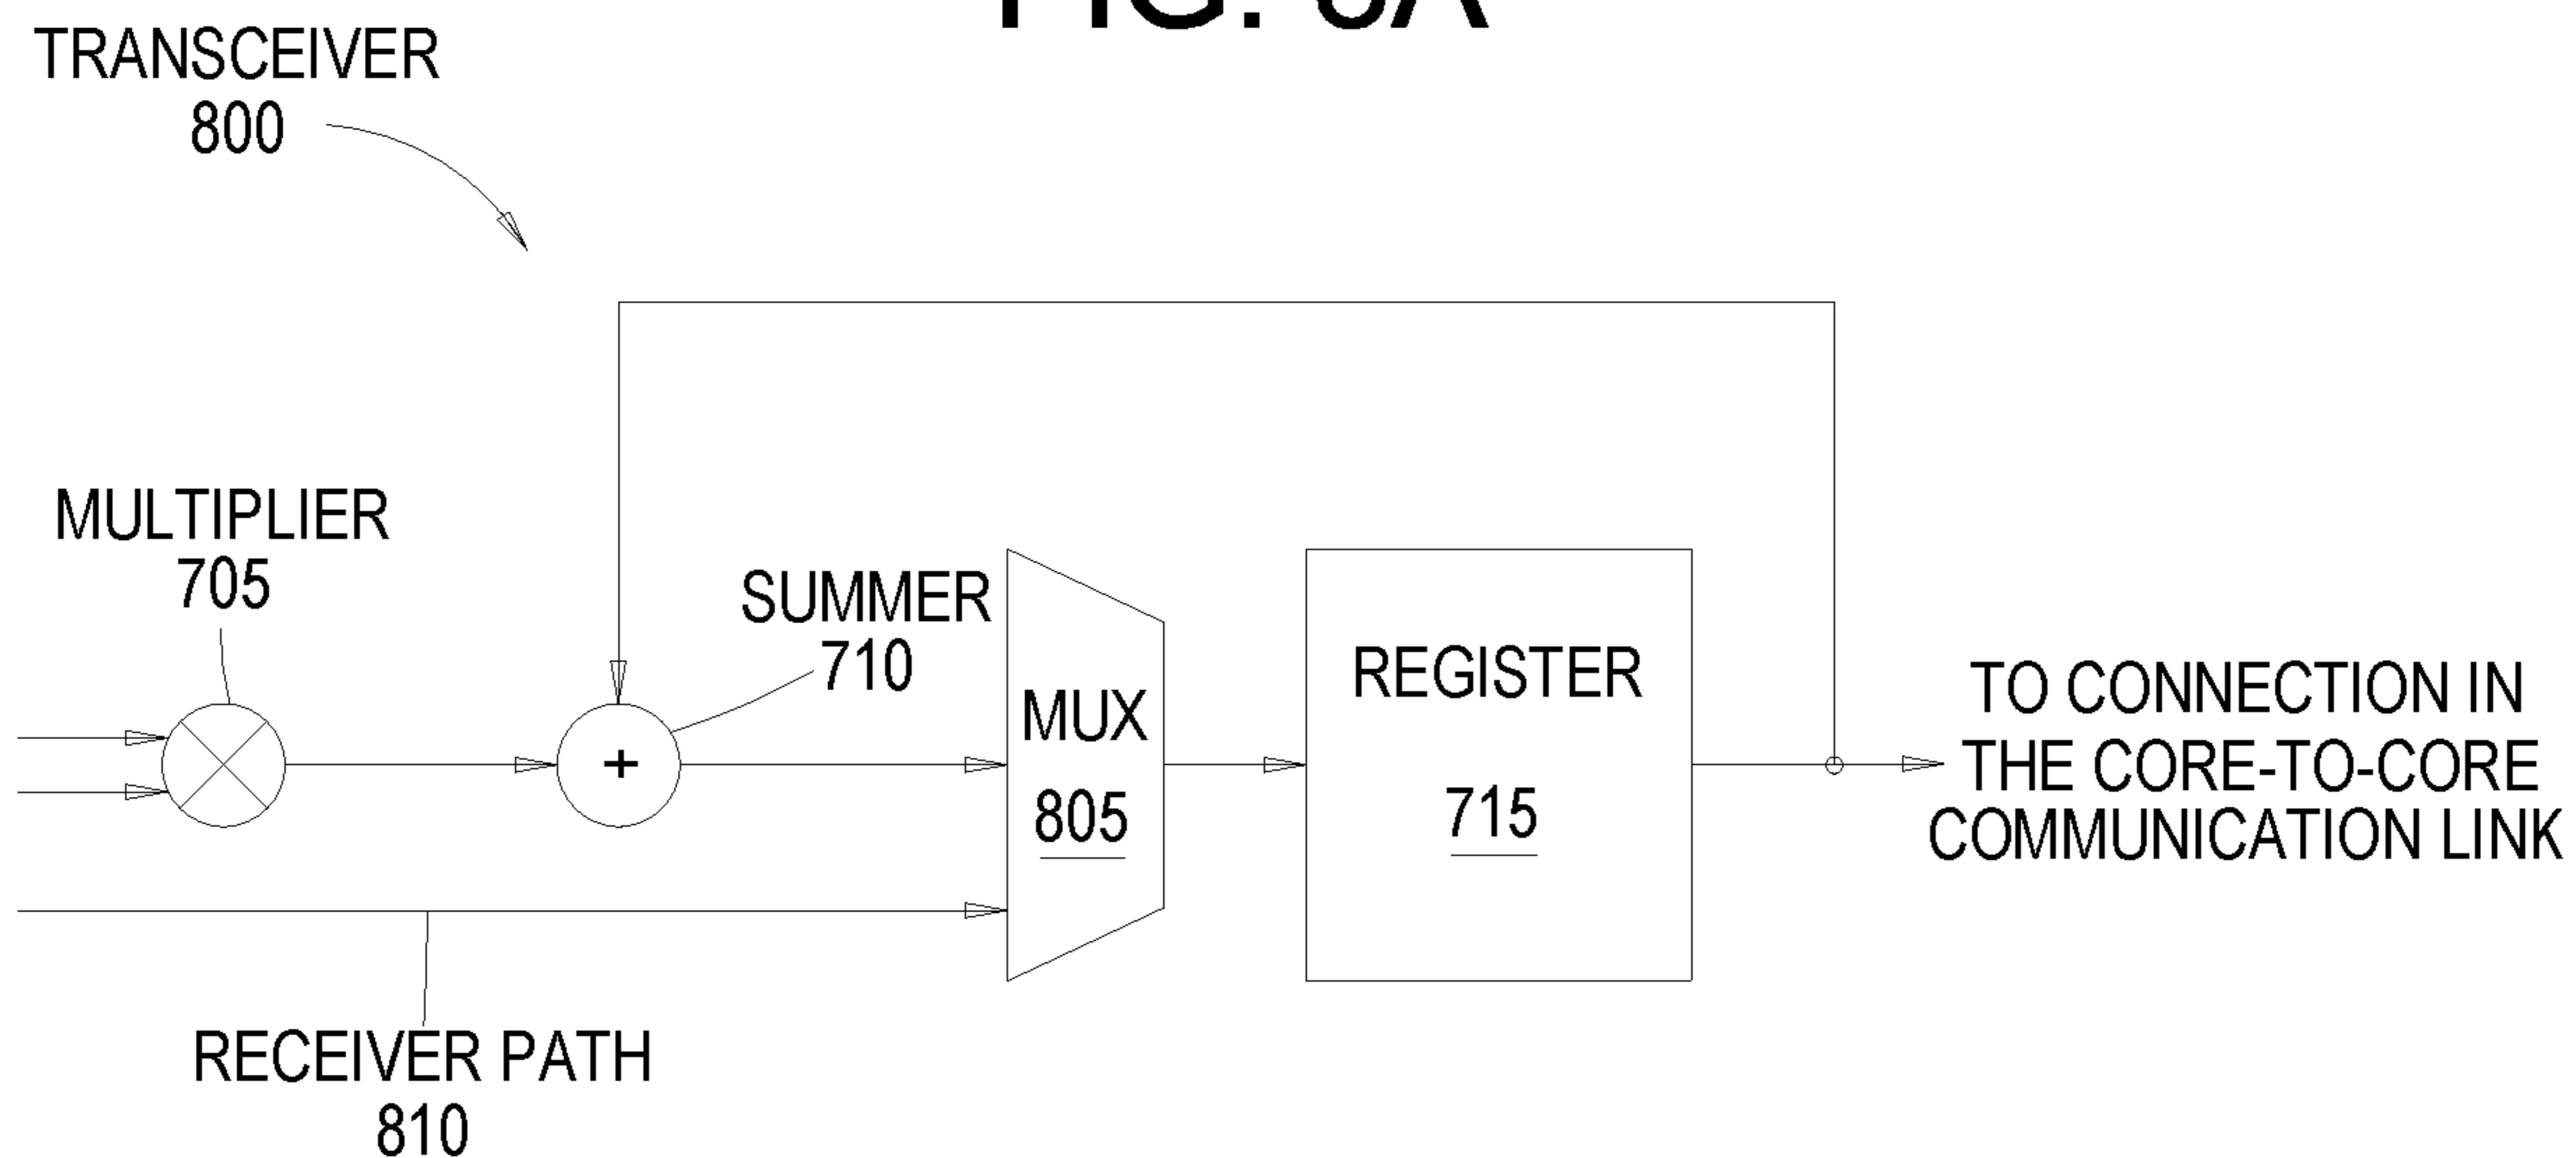 TRANSCEIVER
800
MULTIPLIER
705
SUMMER
710
MUX
805
REGISTER
715
TO CONNECTION IN
THE CORE-TO-CORE
COMMUNICATION LINK
RECEIVER PATH
810